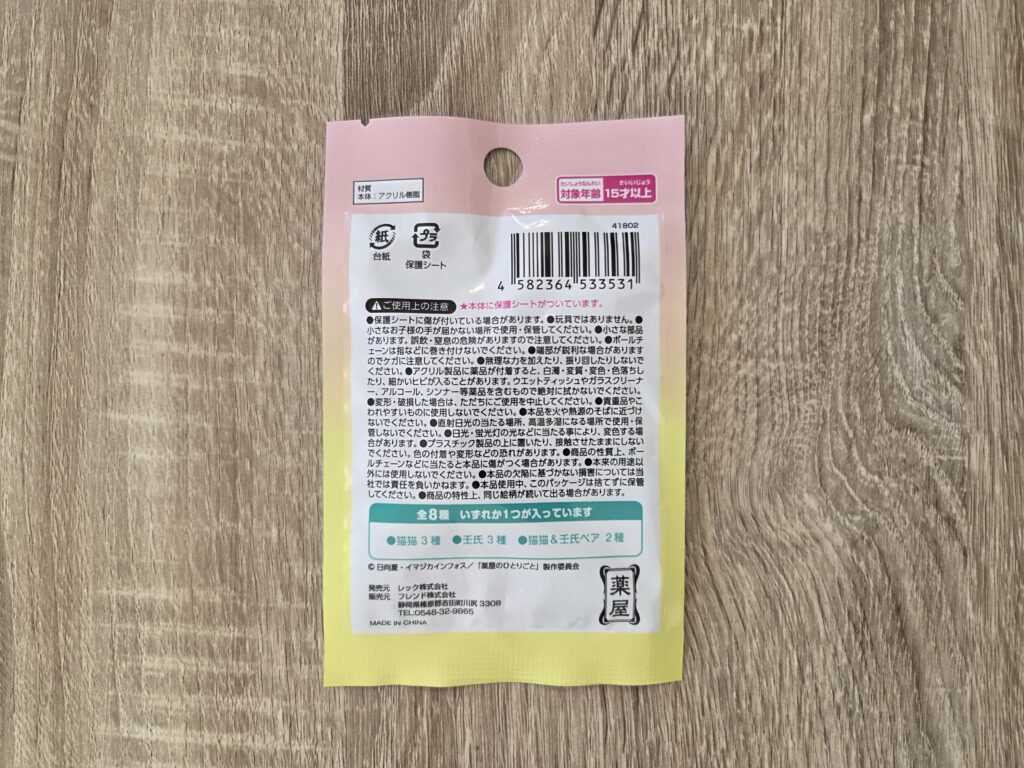 材質
本体：アクリル樹脂
たいしょうねんれい さいいじょう
対象年齢 15才以上
紙
台紙
プラ
袋
保護シート
41802
4 582364 533531
ご使用上の注意 ★本体に保護シートがついています。
●保護シートに傷が付いている場合があります。●玩具ではありません。●
小さなお子様の手が届かない場所で使用・保管してください。●小さな部品
があります。誤飲・窒息の危険がありますので注意してください。●ボールチ
ェーンは指などに巻き付けないでください。●端部が鋭利な場合があります
のでケガに注意してください。●無理な力を加えたり、振り回したりしないで
ください。●アクリル製品に薬品が付着すると、白濁・変質・変色・色落ちし
たり、細かいヒビが入ることがあります。ウエットティッシュやガラスクリーナ
ー、アルコール、シンナー等薬品を含むもので絶対に拭かないでください。
●変形・破損した場合は、ただちにご使用を中止してください。●貴重品やこ
われやすいものに使用しないでください。●本品を火や熱源のそばに近づけ
ないでください。●直射日光の当たる場所、高温多湿になる場所で使用・保
管しないでください。●日光・蛍光灯の光などに当たる事により、変色する場
合があります。●プラスチック製品の上に置いたり、接触させたままにしない
でください。色の付着や変形などの恐れがあります。●商品の性質上、ボー
ルチェーンなどに当たると本品に傷がつく場合があります。●本来の用途以
外には使用しないでください。●本品の欠陥に基づかない損害については当
社では責任を負いかねます。●本品使用中、このパッケージは捨てずに保管
してください。●商品の特性上、同じ絵柄が続いて出る場合があります。
全8種 いずれか1つが入っています
●猫猫 3種 ●壬氏 3種 ●猫猫＆壬氏ペア 2種
© 日向夏・イマジカインフォス／「薬屋のひとりごと」製作委員会
発売元 レック株式会社
販売元 フレンド株式会社
静岡県榛原郡吉田町川尻 3308
TEL:0548-32-9865
MADE IN CHINA
薬屋